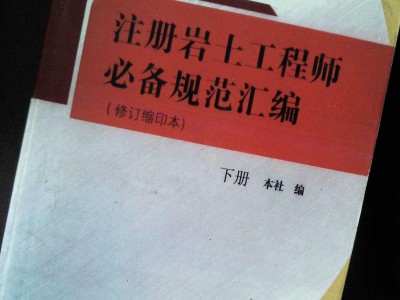 注册岩土工程师
必备规范汇编
(修订缩印本)
下册 本社 编